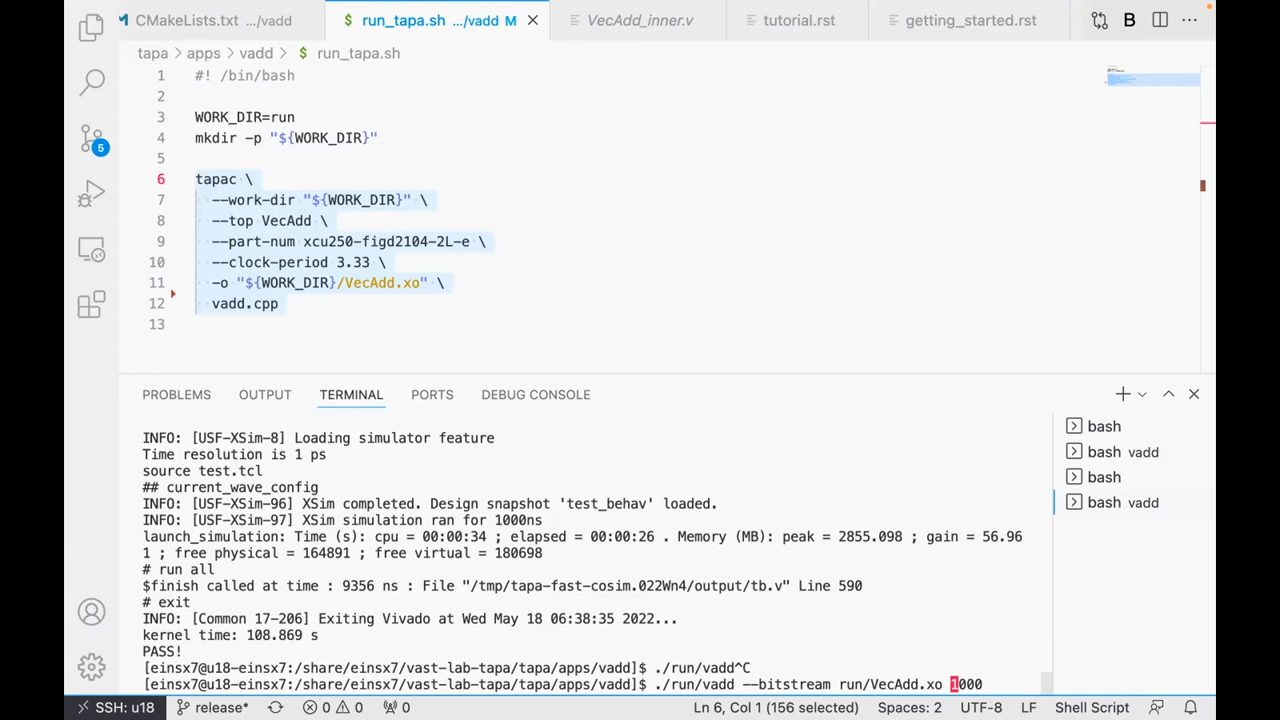 CMakeLists.txt .../vadd
$ run_tapa.sh .../vadd M
VecAdd_inner.v
tutorial.rst
getting_started.rst
B
tapa > apps > vadd > $ run_tapa.sh
1 #! /bin/bash
2
3 WORK_DIR=run
4 mkdir -p "${WORK_DIR}"
5
6 tapac \
7 --work-dir "${WORK_DIR}" \
8 --top VecAdd \
9 --part-num xcu250-figd2104-2L-e \
10 --clock-period 3.33 \
11 -o "${WORK_DIR}/VecAdd.xo" \
12 vadd.cpp
13
5
PROBLEMS OUTPUT TERMINAL PORTS DEBUG CONSOLE
INFO: [USF-XSim-8] Loading simulator feature
Time resolution is 1 ps
source test.tcl
## current_wave_config
INFO: [USF-XSim-96] XSim completed. Design snapshot 'test_behav' loaded.
INFO: [USF-XSim-97] XSim simulation ran for 1000ns
launch_simulation: Time (s): cpu = 00:00:34 ; elapsed = 00:00:26 . Memory (MB): peak = 2855.098 ; gain = 56.96
1 ; free physical = 164891 ; free virtual = 180698
# run all
$finish called at time : 9356 ns : File "/tmp/tapa-fast-cosim.022Wn4/output/tb.v" Line 590
# exit
INFO: [Common 17-206] Exiting Vivado at Wed May 18 06:38:35 2022...
kernel time: 108.869 s
PASS!
[einsx7@u18-einsx7:/share/einsx7/vast-lab-tapa/tapa/apps/vadd]$ ./run/vadd^C
[einsx7@u18-einsx7:/share/einsx7/vast-lab-tapa/tapa/apps/vadd]$ ./run/vadd --bitstream run/VecAdd.xo 1000
bash
bash vadd
bash
bash vadd
SSH: u18 release* 0 0 0 Ln 6, Col 1 (156 selected) Spaces: 2 UTF-8 LF Shell Script